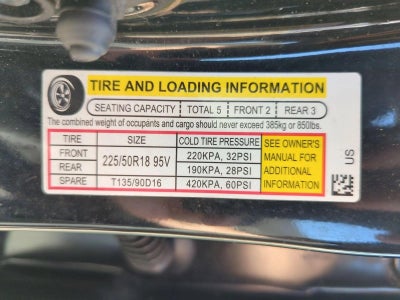 TIRE AND LOADING INFORMATION
SEATING CAPACITY TOTAL 5 FRONT 2 REAR 3
The combined weight of occupants and cargo should never exceed 385kg or 850lbs.
TIRE SIZE COLD TIRE PRESSURE
FRONT 225/50R18 95V 220KPA, 32PSI
REAR 190KPA, 28PSI
SPARE T135/90D16 420KPA, 60PSI
SEE OWNER'S
MANUAL FOR
ADDITIONAL
INFORMATION
US